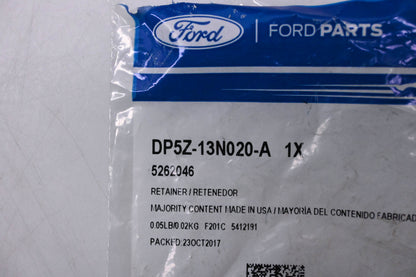 Ford FORD PARTS
DP5Z-13N020-A 1X
5262046
RETAINER / RETENEDOR
MAJORITY CONTENT MADE IN USA / MAYORÍA DEL CONTENIDO FABRICAD
0.05LB/0.02KG F201C 5412191
PACKED 23OCT2017